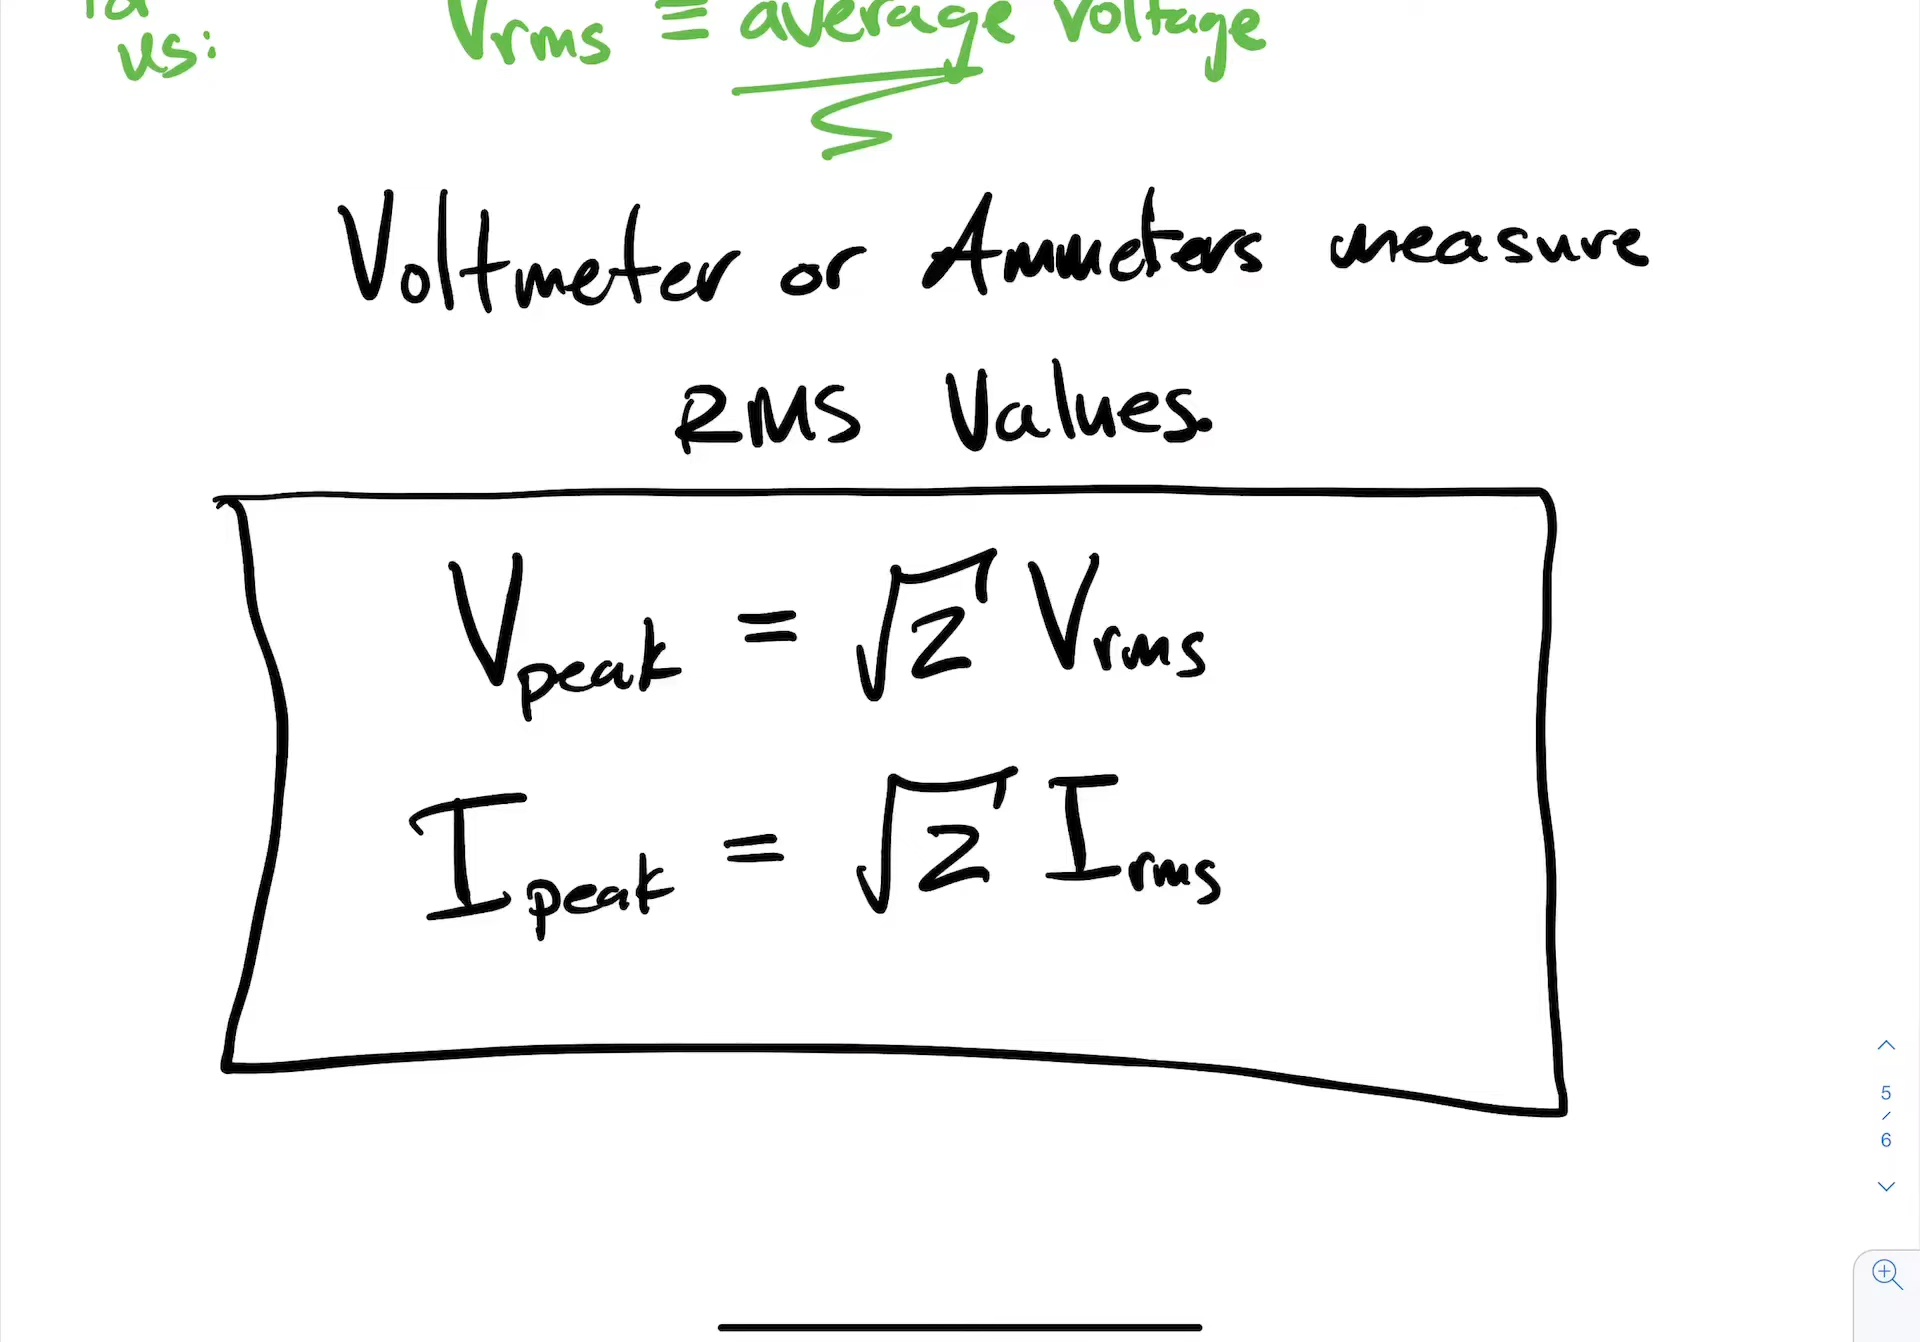 us:
Vrms ≡ average voltage
Voltmeter or Ammeters measure
RMS Values.
Vpeak = √2 Vrms
Ipeak = √2 Irms
5
/
6